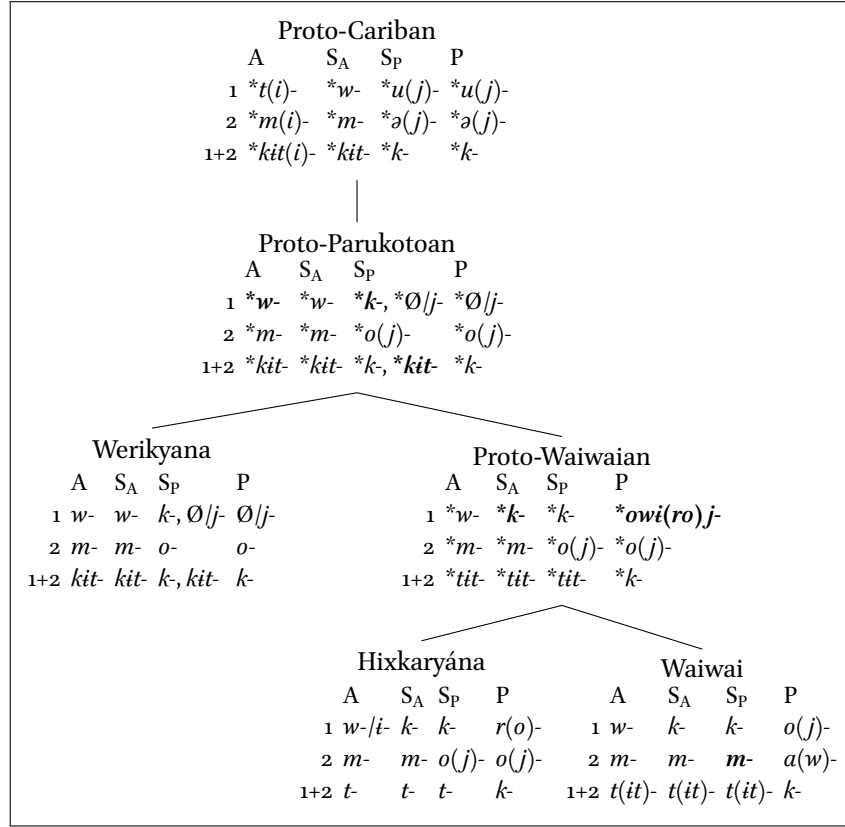 Proto-Cariban
A S_A S_P P
1 *t(i)- *w- *u(j)- *u(j)-
2 *m(i)- *m- *ə(j)- *ə(j)-
1+2 *kɨt(i)- *kɨt- *k- *k-
Proto-Parukotoan
A S_A S_P P
1 *w- *w- *k-, *Ø/j- *Ø/j-
2 *m- *m- *o(j)- *o(j)-
1+2 *kɨt- *kɨt- *k-, *kɨt- *k-
Werikyana
A S_A S_P P
1 w- w- k-, Ø/j- Ø/j-
2 m- m- o- o-
1+2 kɨt- kɨt- k-, kɨt- k-
Proto-Waiwaian
A S_A S_P P
1 *w- *k- *k- *owɨ(ro)j-
2 *m- *m- *o(j)- *o(j)-
1+2 *tɨt- *tɨt- *tɨt- *k-
Hixkaryána
A S_A S_P P
1 w-/ɨ- k- k- r(o)-
2 m- m- o(j)- o(j)-
1+2 t- t- t- k-
Waiwai
A S_A S_P P
1 w- k- k- o(j)-
2 m- m- m- a(w)-
1+2 t(ɨt)- t(ɨt)- t(ɨt)- k-